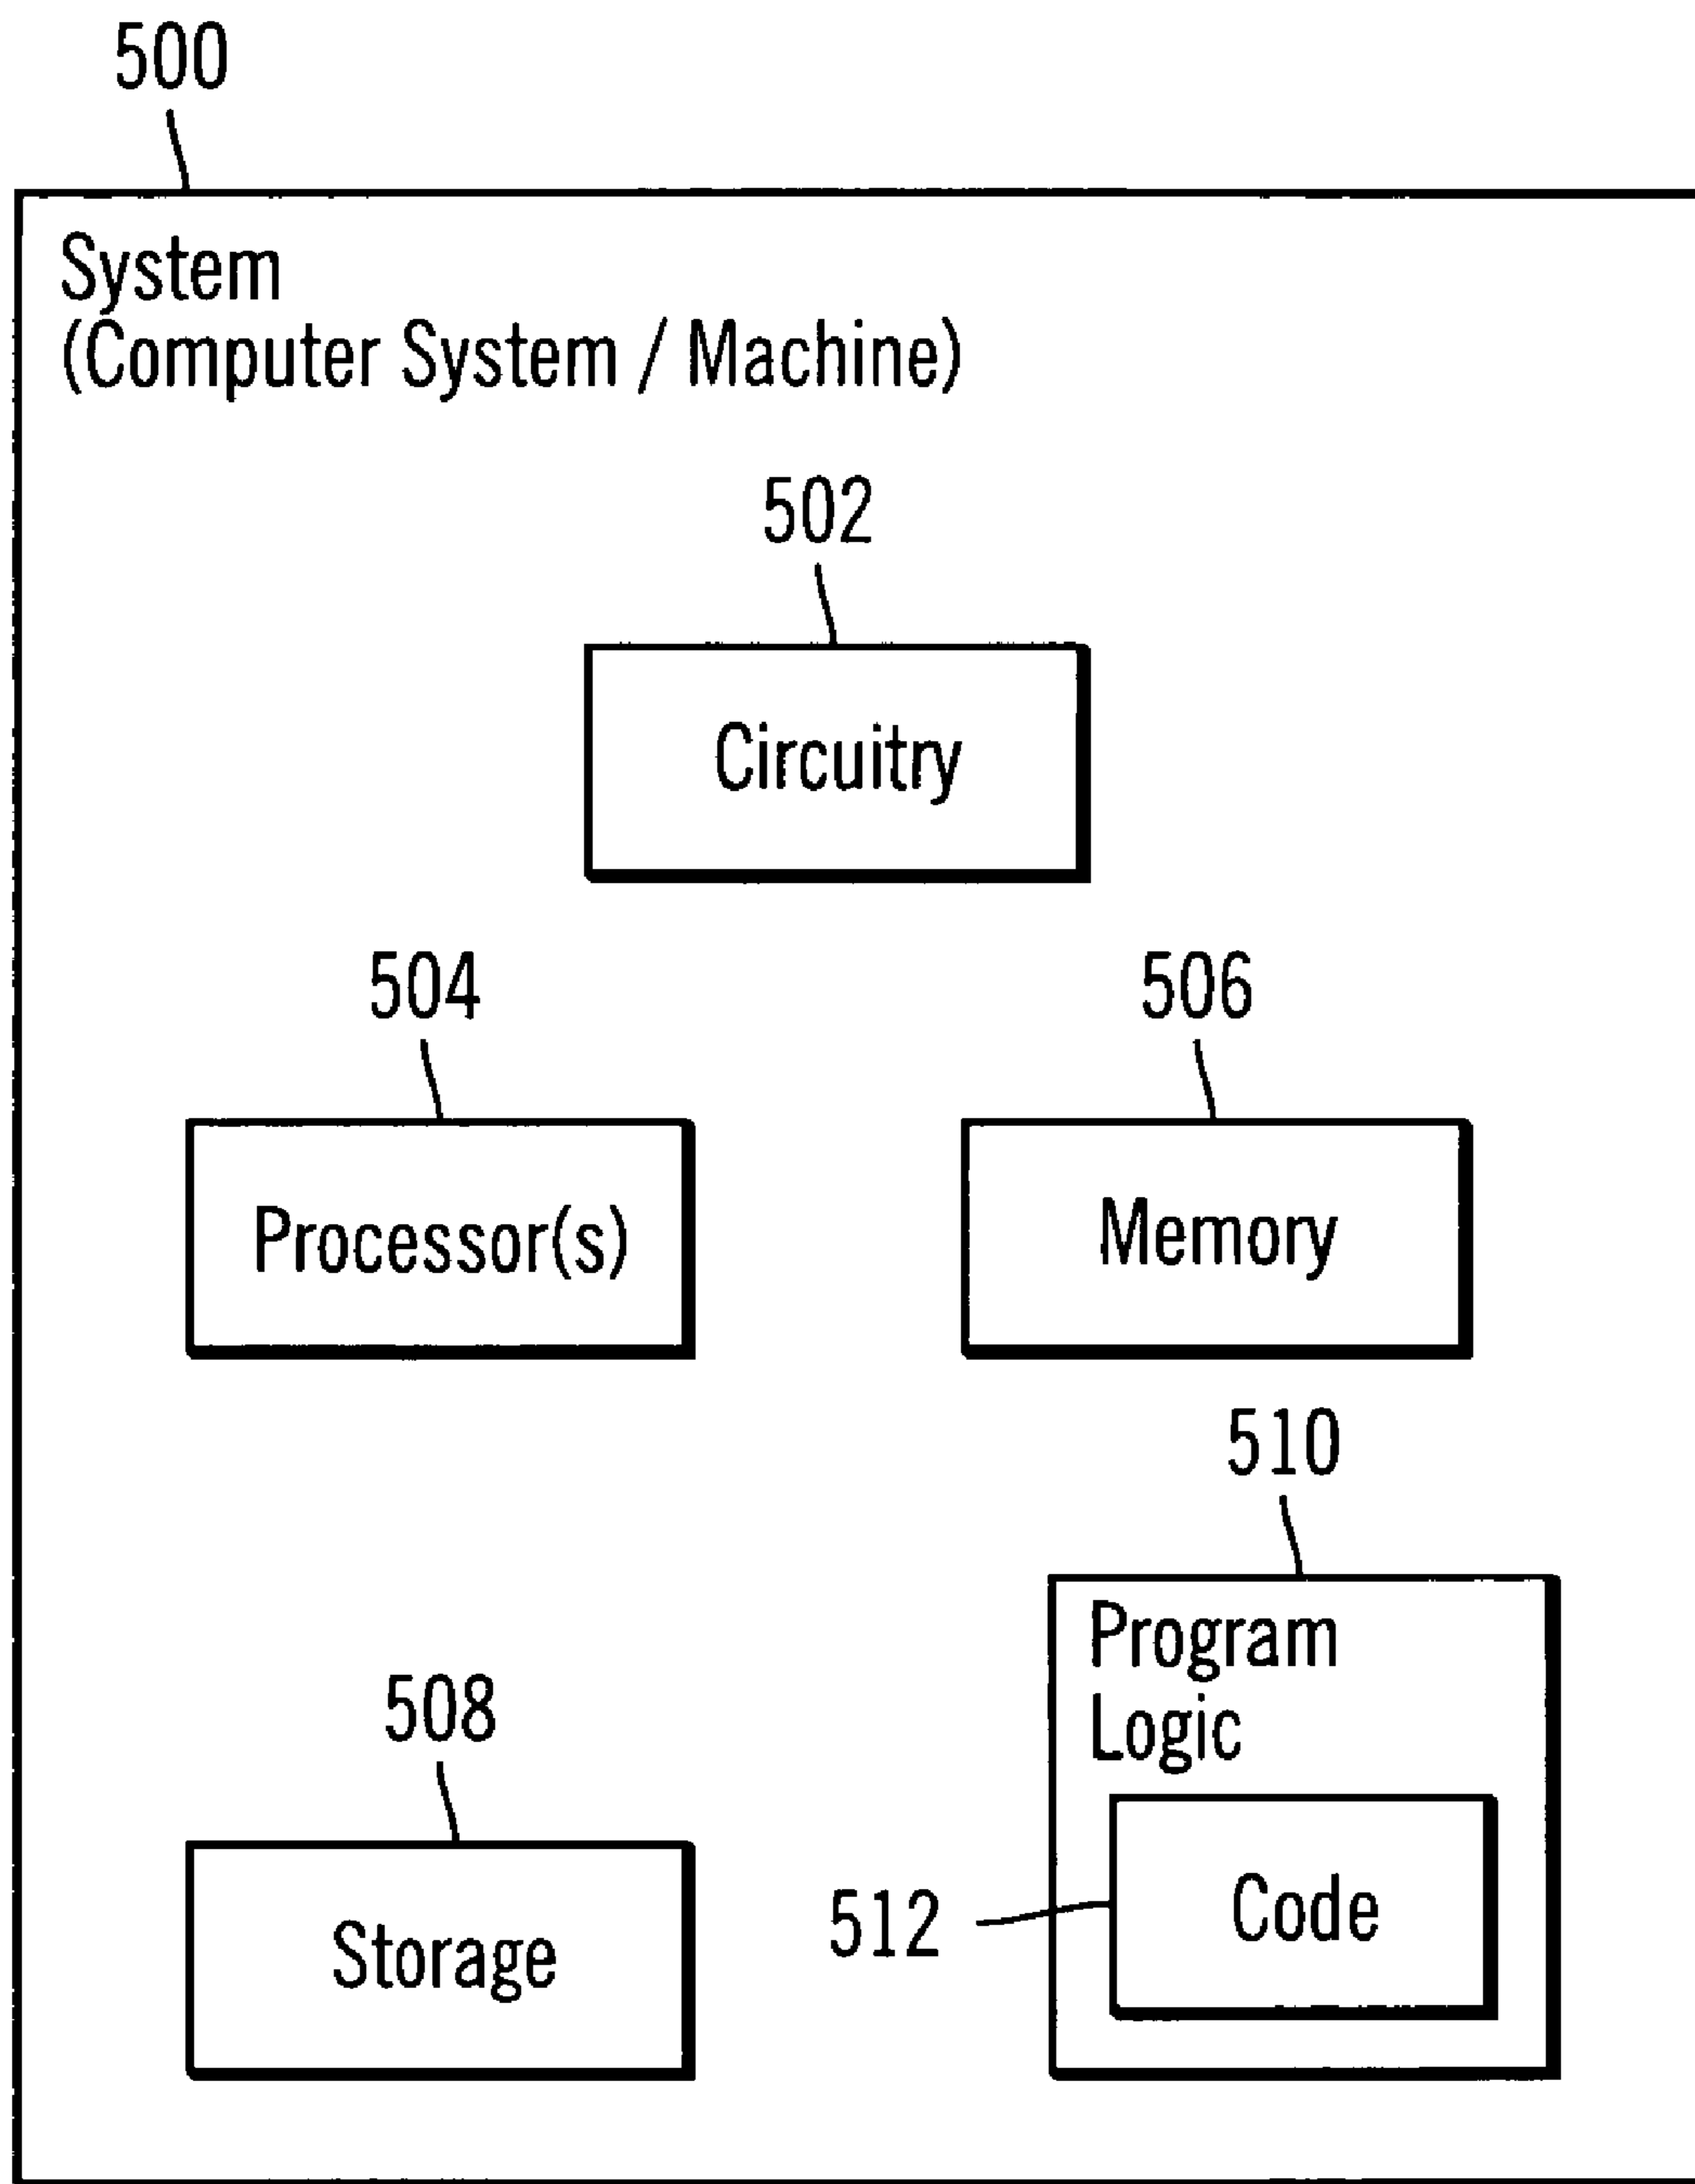 500
System
(Computer System / Machine)
502
Circuitry
504
506
Processor(s)
Memory
510
Program
Logic
508
512
Code
Storage